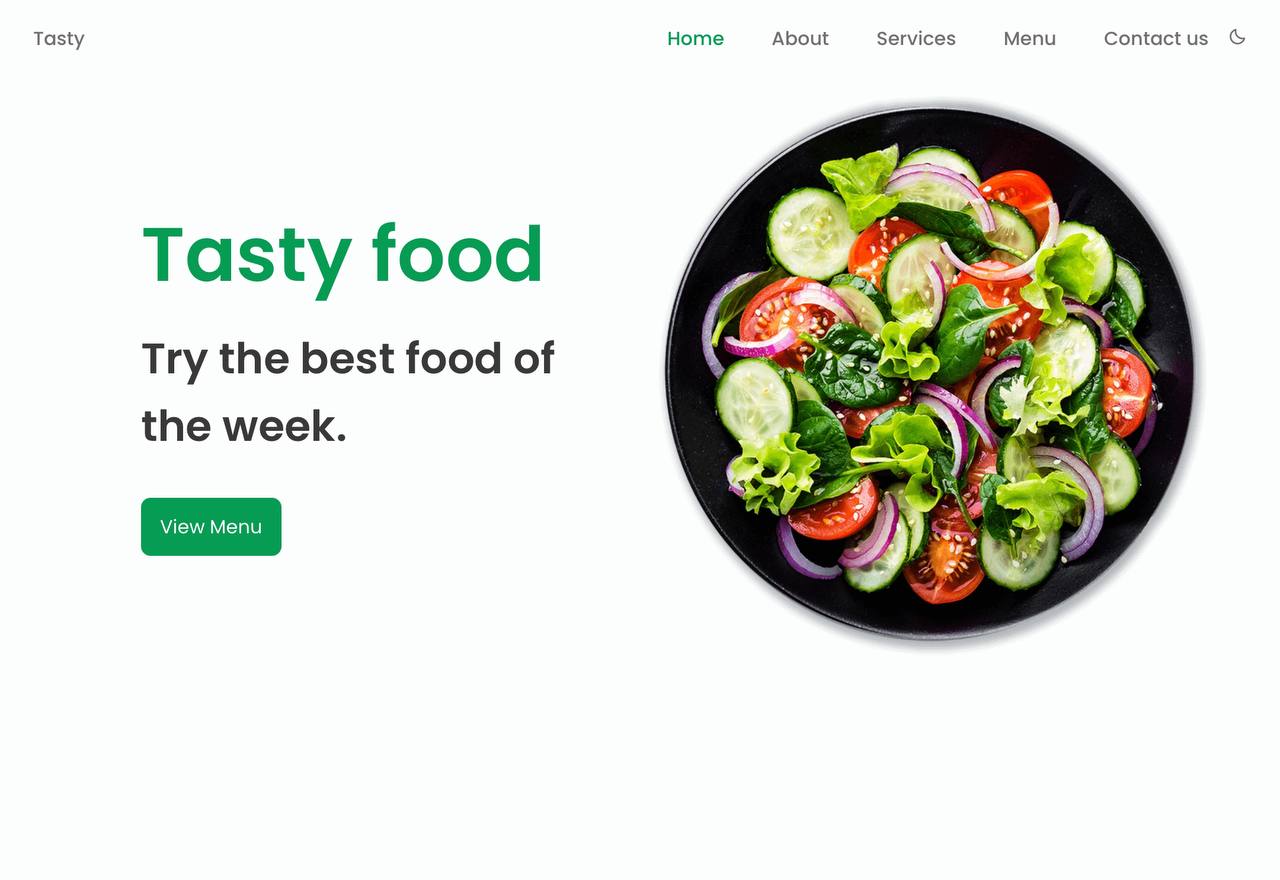 Tasty
Home About Services Menu Contact us
Tasty food
Try the best food of
the week.
View Menu